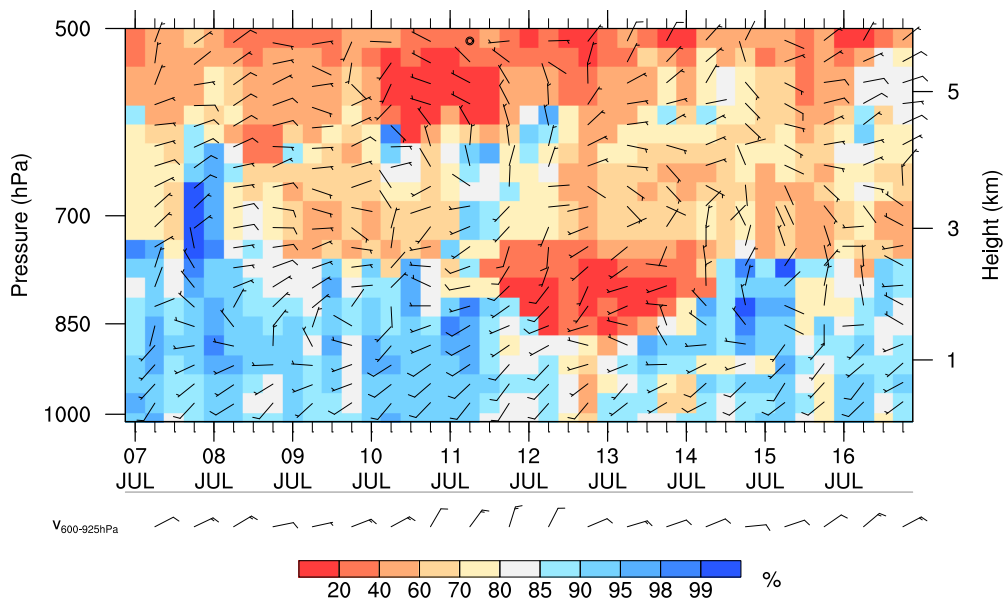 500
700
850
1000
Pressure (hPa)
5
3
1
Height (km)
07 08 09 10 11 12 13 14 15 16
JUL JUL JUL JUL JUL JUL JUL JUL JUL JUL
v600-925hPa
20 40 60 70 80 85 90 95 98 99 %